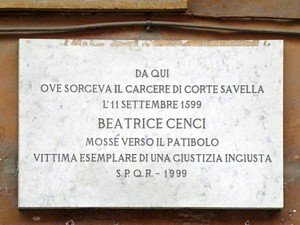 DA QUI
OVE SORGEVA IL CARCERE DI CORTE SAVELLA
L'11 SETTEMBRE 1599
BEATRICE CENCI
MOSSE VERSO IL PATIBOLO
VITTIMA ESEMPLARE DI UNA GIUSTIZIA INGIUSTA
S.P.Q.R. - 1999